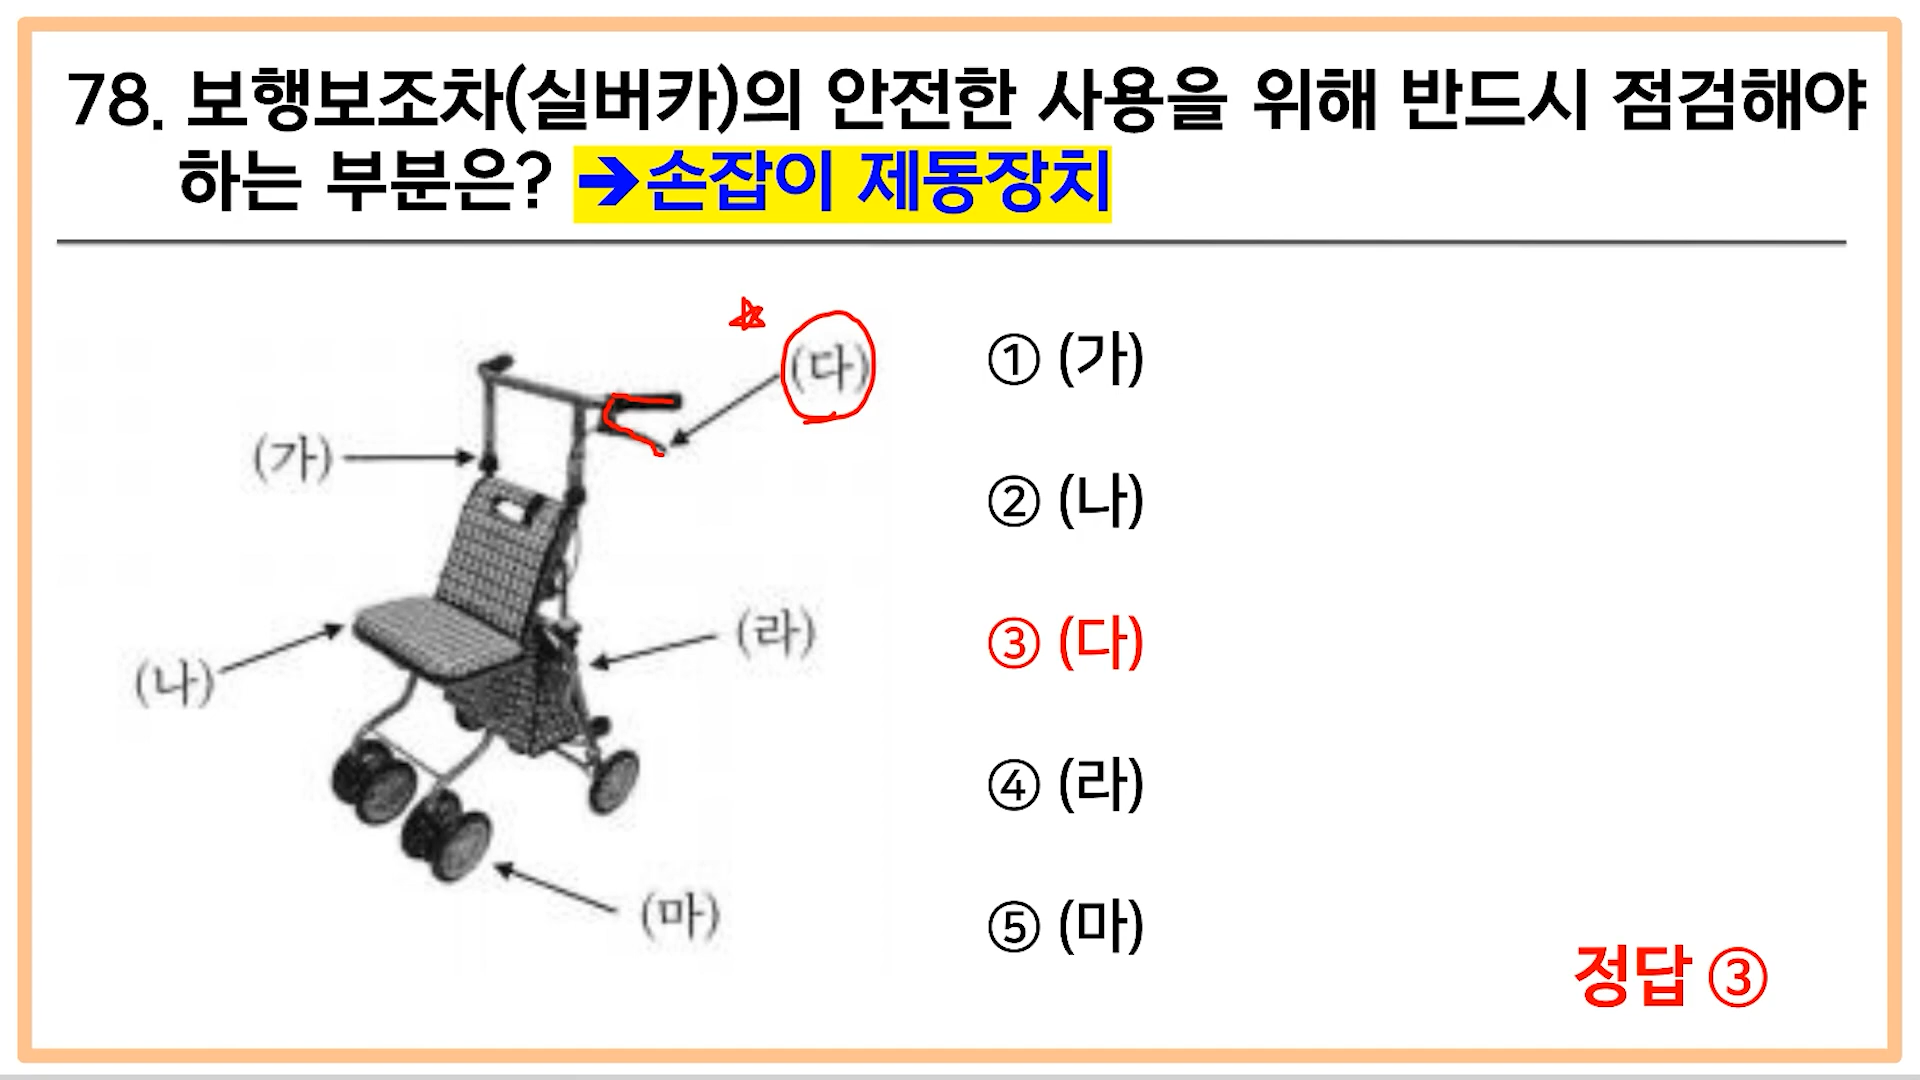 78. 보행보조차(실버카)의 안전한 사용을 위해 반드시 점검해야
하는 부분은? ➔손잡이 제동장치
(다)
(가)
(라)
(나)
(마)
① (가)
② (나)
③ (다)
④ (라)
⑤ (마)
정답 ③